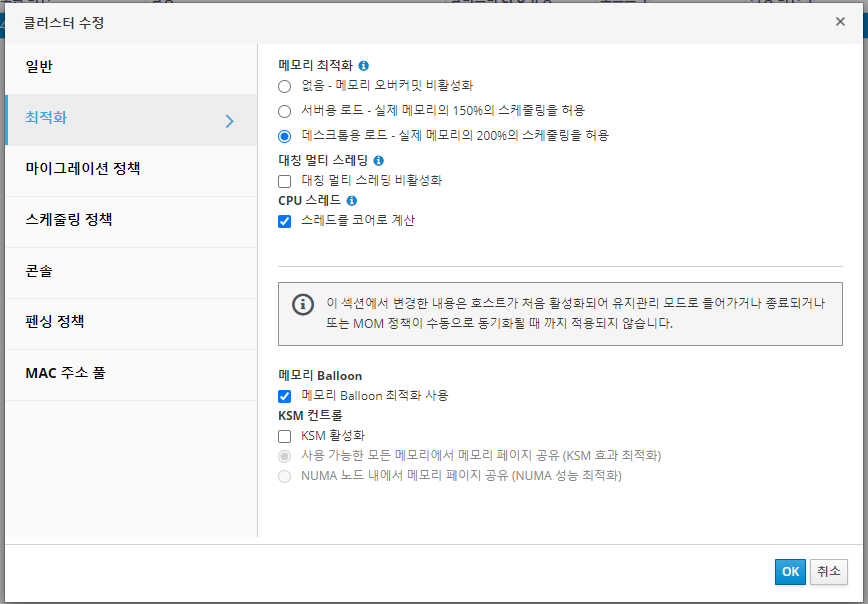 클러스터 수정
일반
최적화
마이그레이션 정책
스케줄링 정책
콘솔
펜싱 정책
MAC 주소 풀
메모리 최적화
없음 - 메모리 오버커밋 비활성화
서버용 로드 - 실제 메모리의 150%의 스케줄링을 허용
데스크톱용 로드 - 실제 메모리의 200%의 스케줄링을 허용
대칭 멀티 스레딩
대칭 멀티 스레딩 비활성화
CPU 스레드
스레드를 코어로 계산
이 섹션에서 변경한 내용은 호스트가 처음 활성화되어 유지관리 모드로 들어가거나 종료되거나
또는 MOM 정책이 수동으로 동기화될 때 까지 적용되지 않습니다.
메모리 Balloon
메모리 Balloon 최적화 사용
KSM 컨트롤
KSM 활성화
사용 가능한 모든 메모리에서 메모리 페이지 공유 (KSM 효과 최적화)
NUMA 노드 내에서 메모리 페이지 공유 (NUMA 성능 최적화)
OK 취소